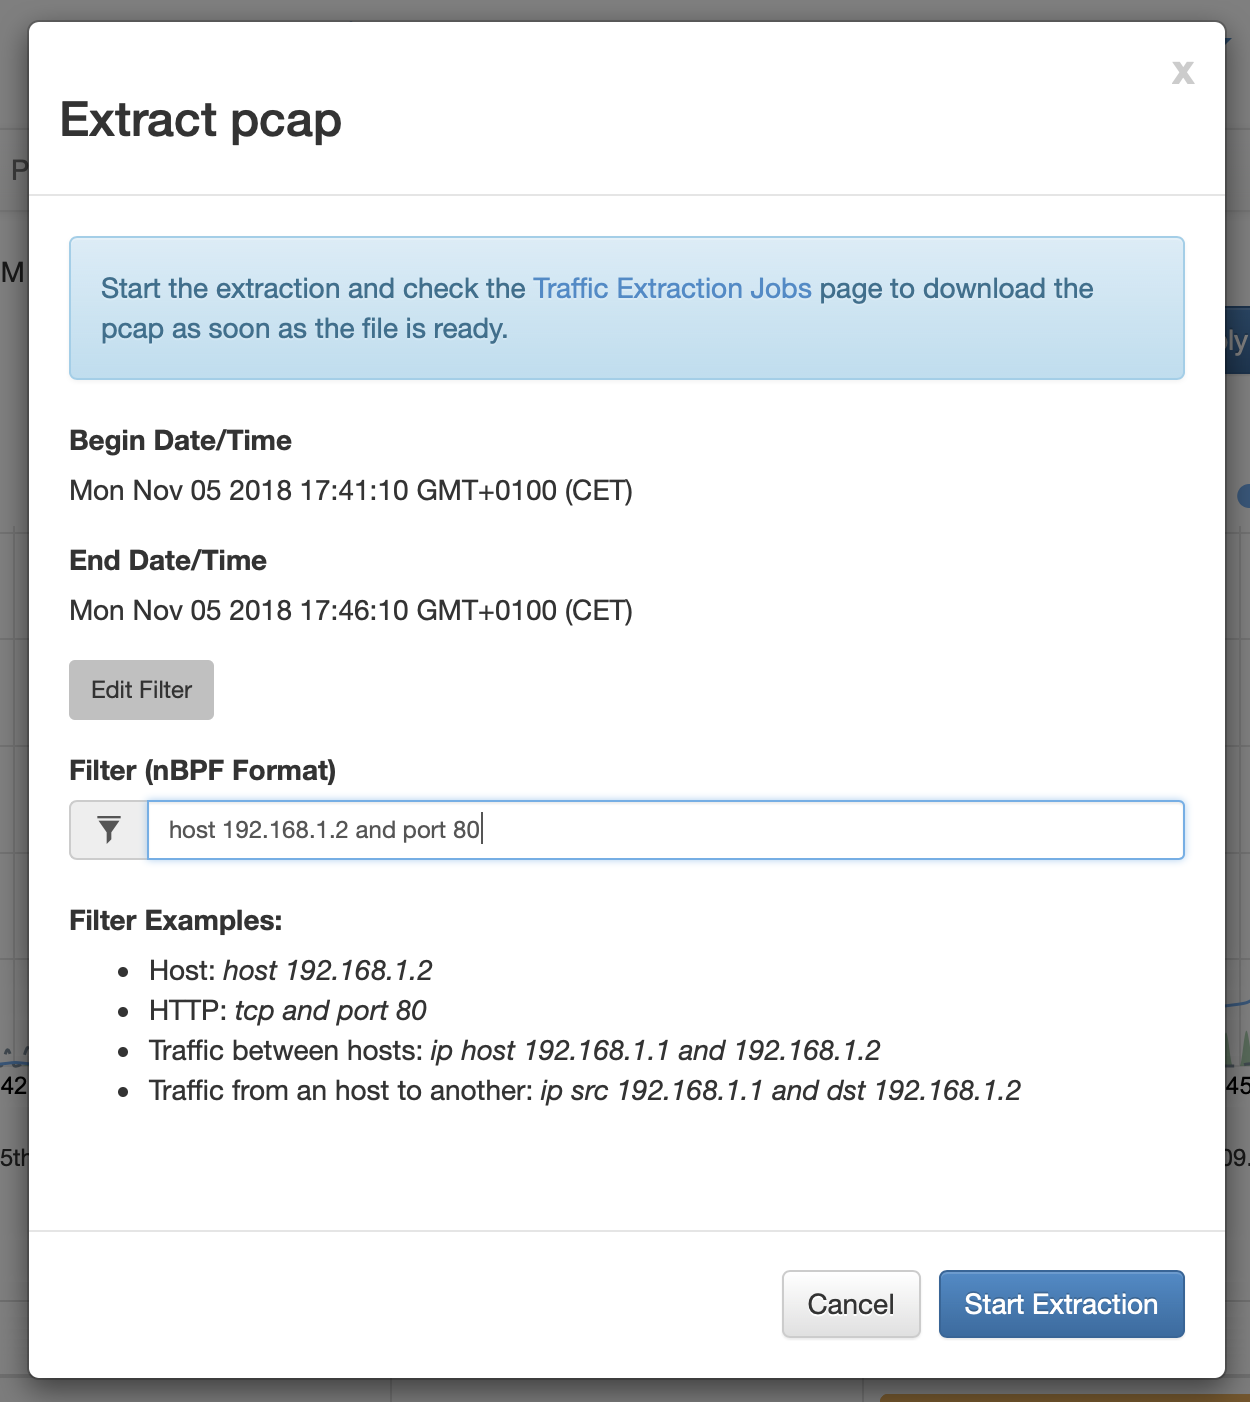 x
Extract pcap
P
M
Start the extraction and check the Traffic Extraction Jobs page to download the
pcap as soon as the file is ready.
ly
Begin Date/Time
Mon Nov 05 2018 17:41:10 GMT+0100 (CET)
End Date/Time
Mon Nov 05 2018 17:46:10 GMT+0100 (CET)
Edit Filter
Filter (nBPF Format)
host 192.168.1.2 and port 80
Filter Examples:
• Host: host 192.168.1.2
• HTTP: tcp and port 80
• Traffic between hosts: ip host 192.168.1.1 and 192.168.1.2
• Traffic from an host to another: ip src 192.168.1.1 and dst 192.168.1.2
42
45
5th
09.
Cancel
Start Extraction